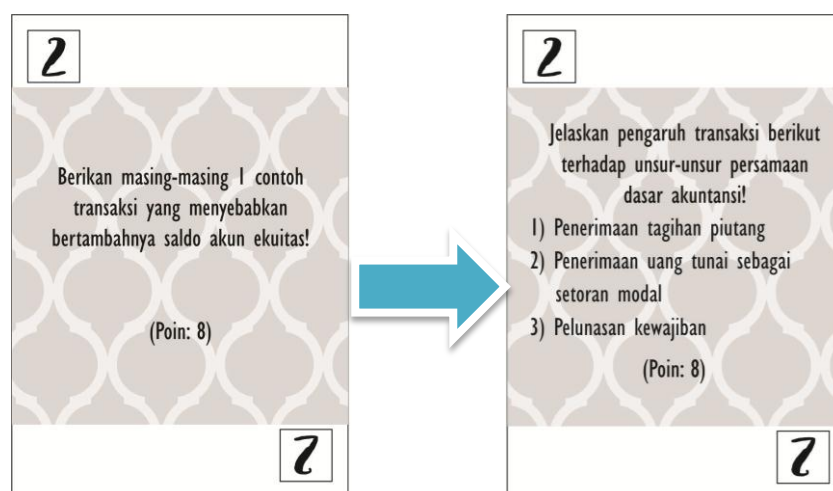 2
Berikan masing-masing 1 contoh
transaksi yang menyebabkan
bertambahnya saldo akun ekuitas!
(Poin: 8)
2
2
Jelaskan pengaruh transaksi berikut
terhadap unsur-unsur persamaan
dasar akuntansi!
1) Penerimaan tagihan piutang
2) Penerimaan uang tunai sebagai
setoran modal
3) Pelunasan kewajiban
(Poin: 8)
2